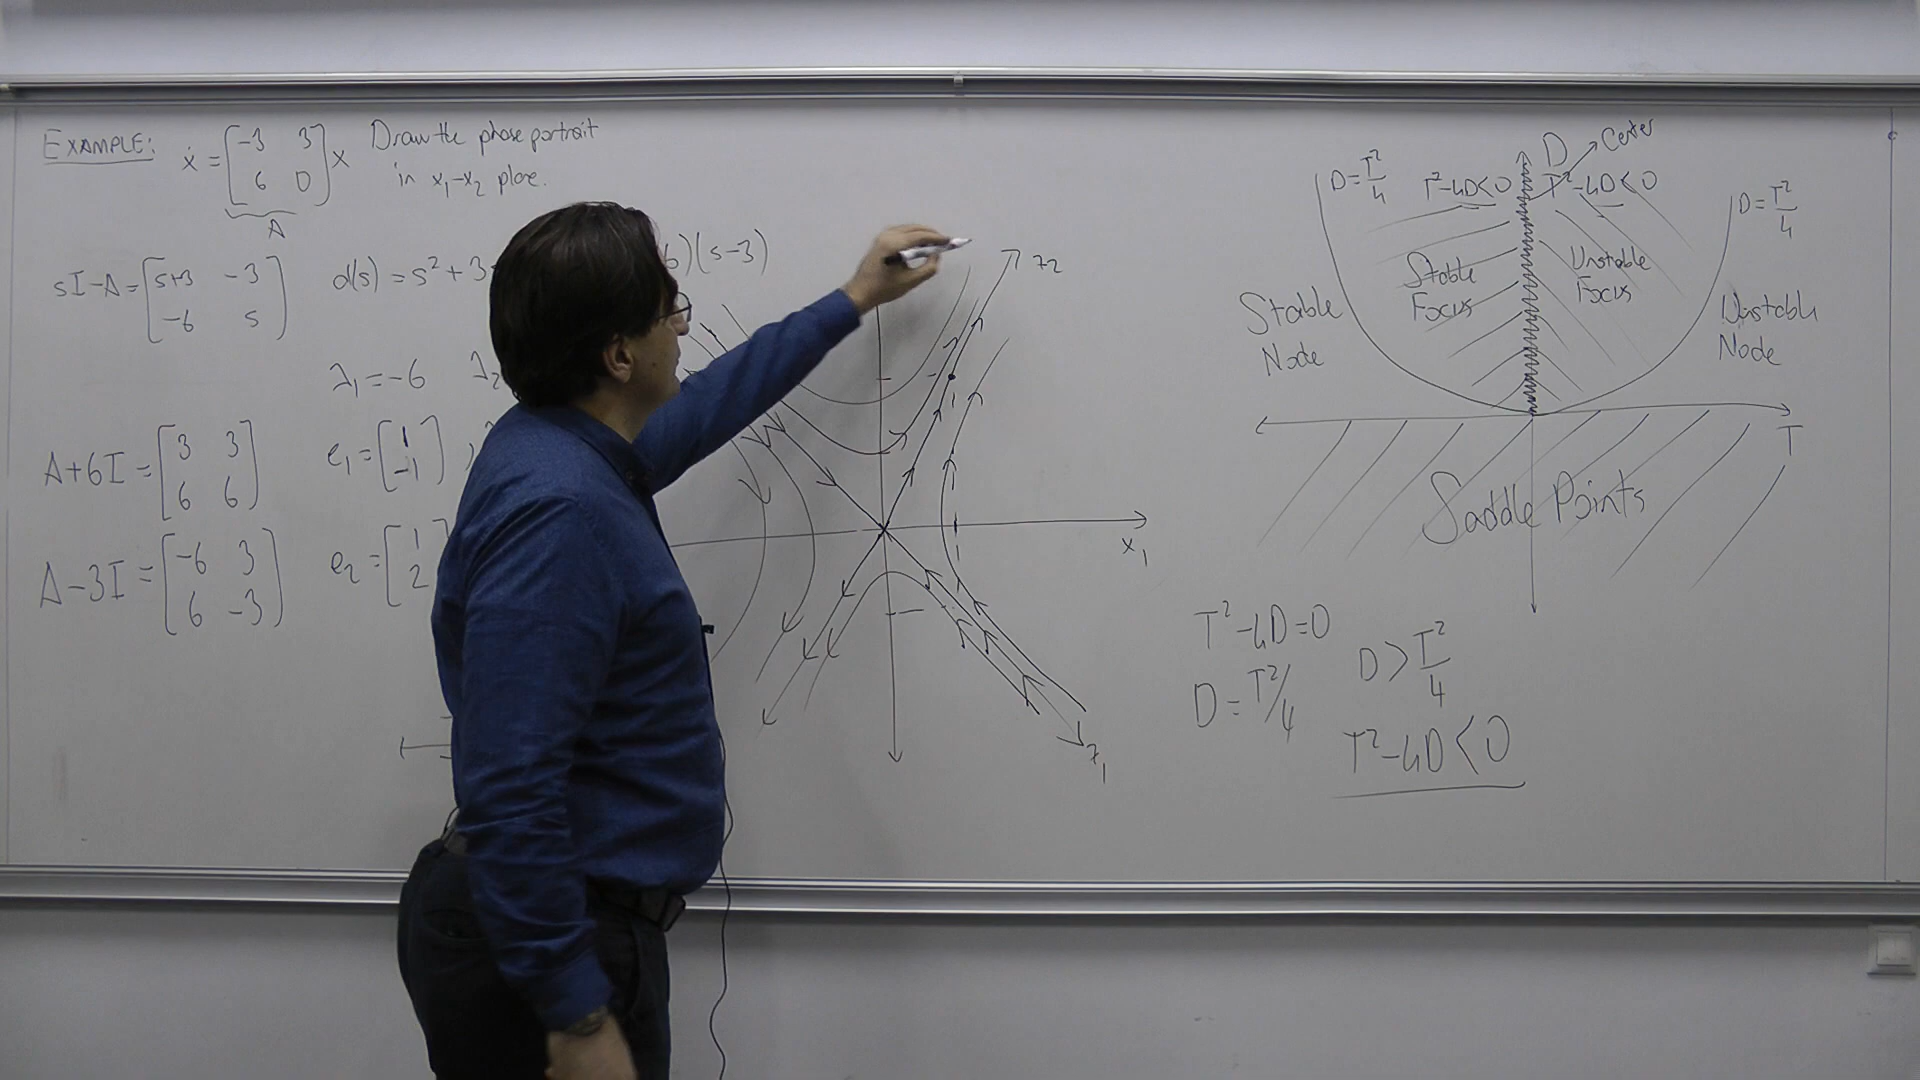 EXAMPLE: ẋ = [-3 3; 6 0] x Draw the phase portrait
in x₁-x₂ plane.
A
sI-A = [s+3 -3; -6 s]
d(s) = s² + 3
6)(s-3)
λ₁ = -6 λ₂
A+6I = [3 3; 6 6]
e₁ = [1; -1],
A-3I = [-6 3; 6 -3]
e₂ = [1; 2]
z₂
x₁
z₁
D = T²/4
T²-4D<0
D
Center
T²-4D<0
D = T²/4
Stable Focus
Unstable Focus
Stable Node
Unstable Node
T
Saddle Points
T²-4D=0
D = T²/4
D > T²/4
T²-4D<0